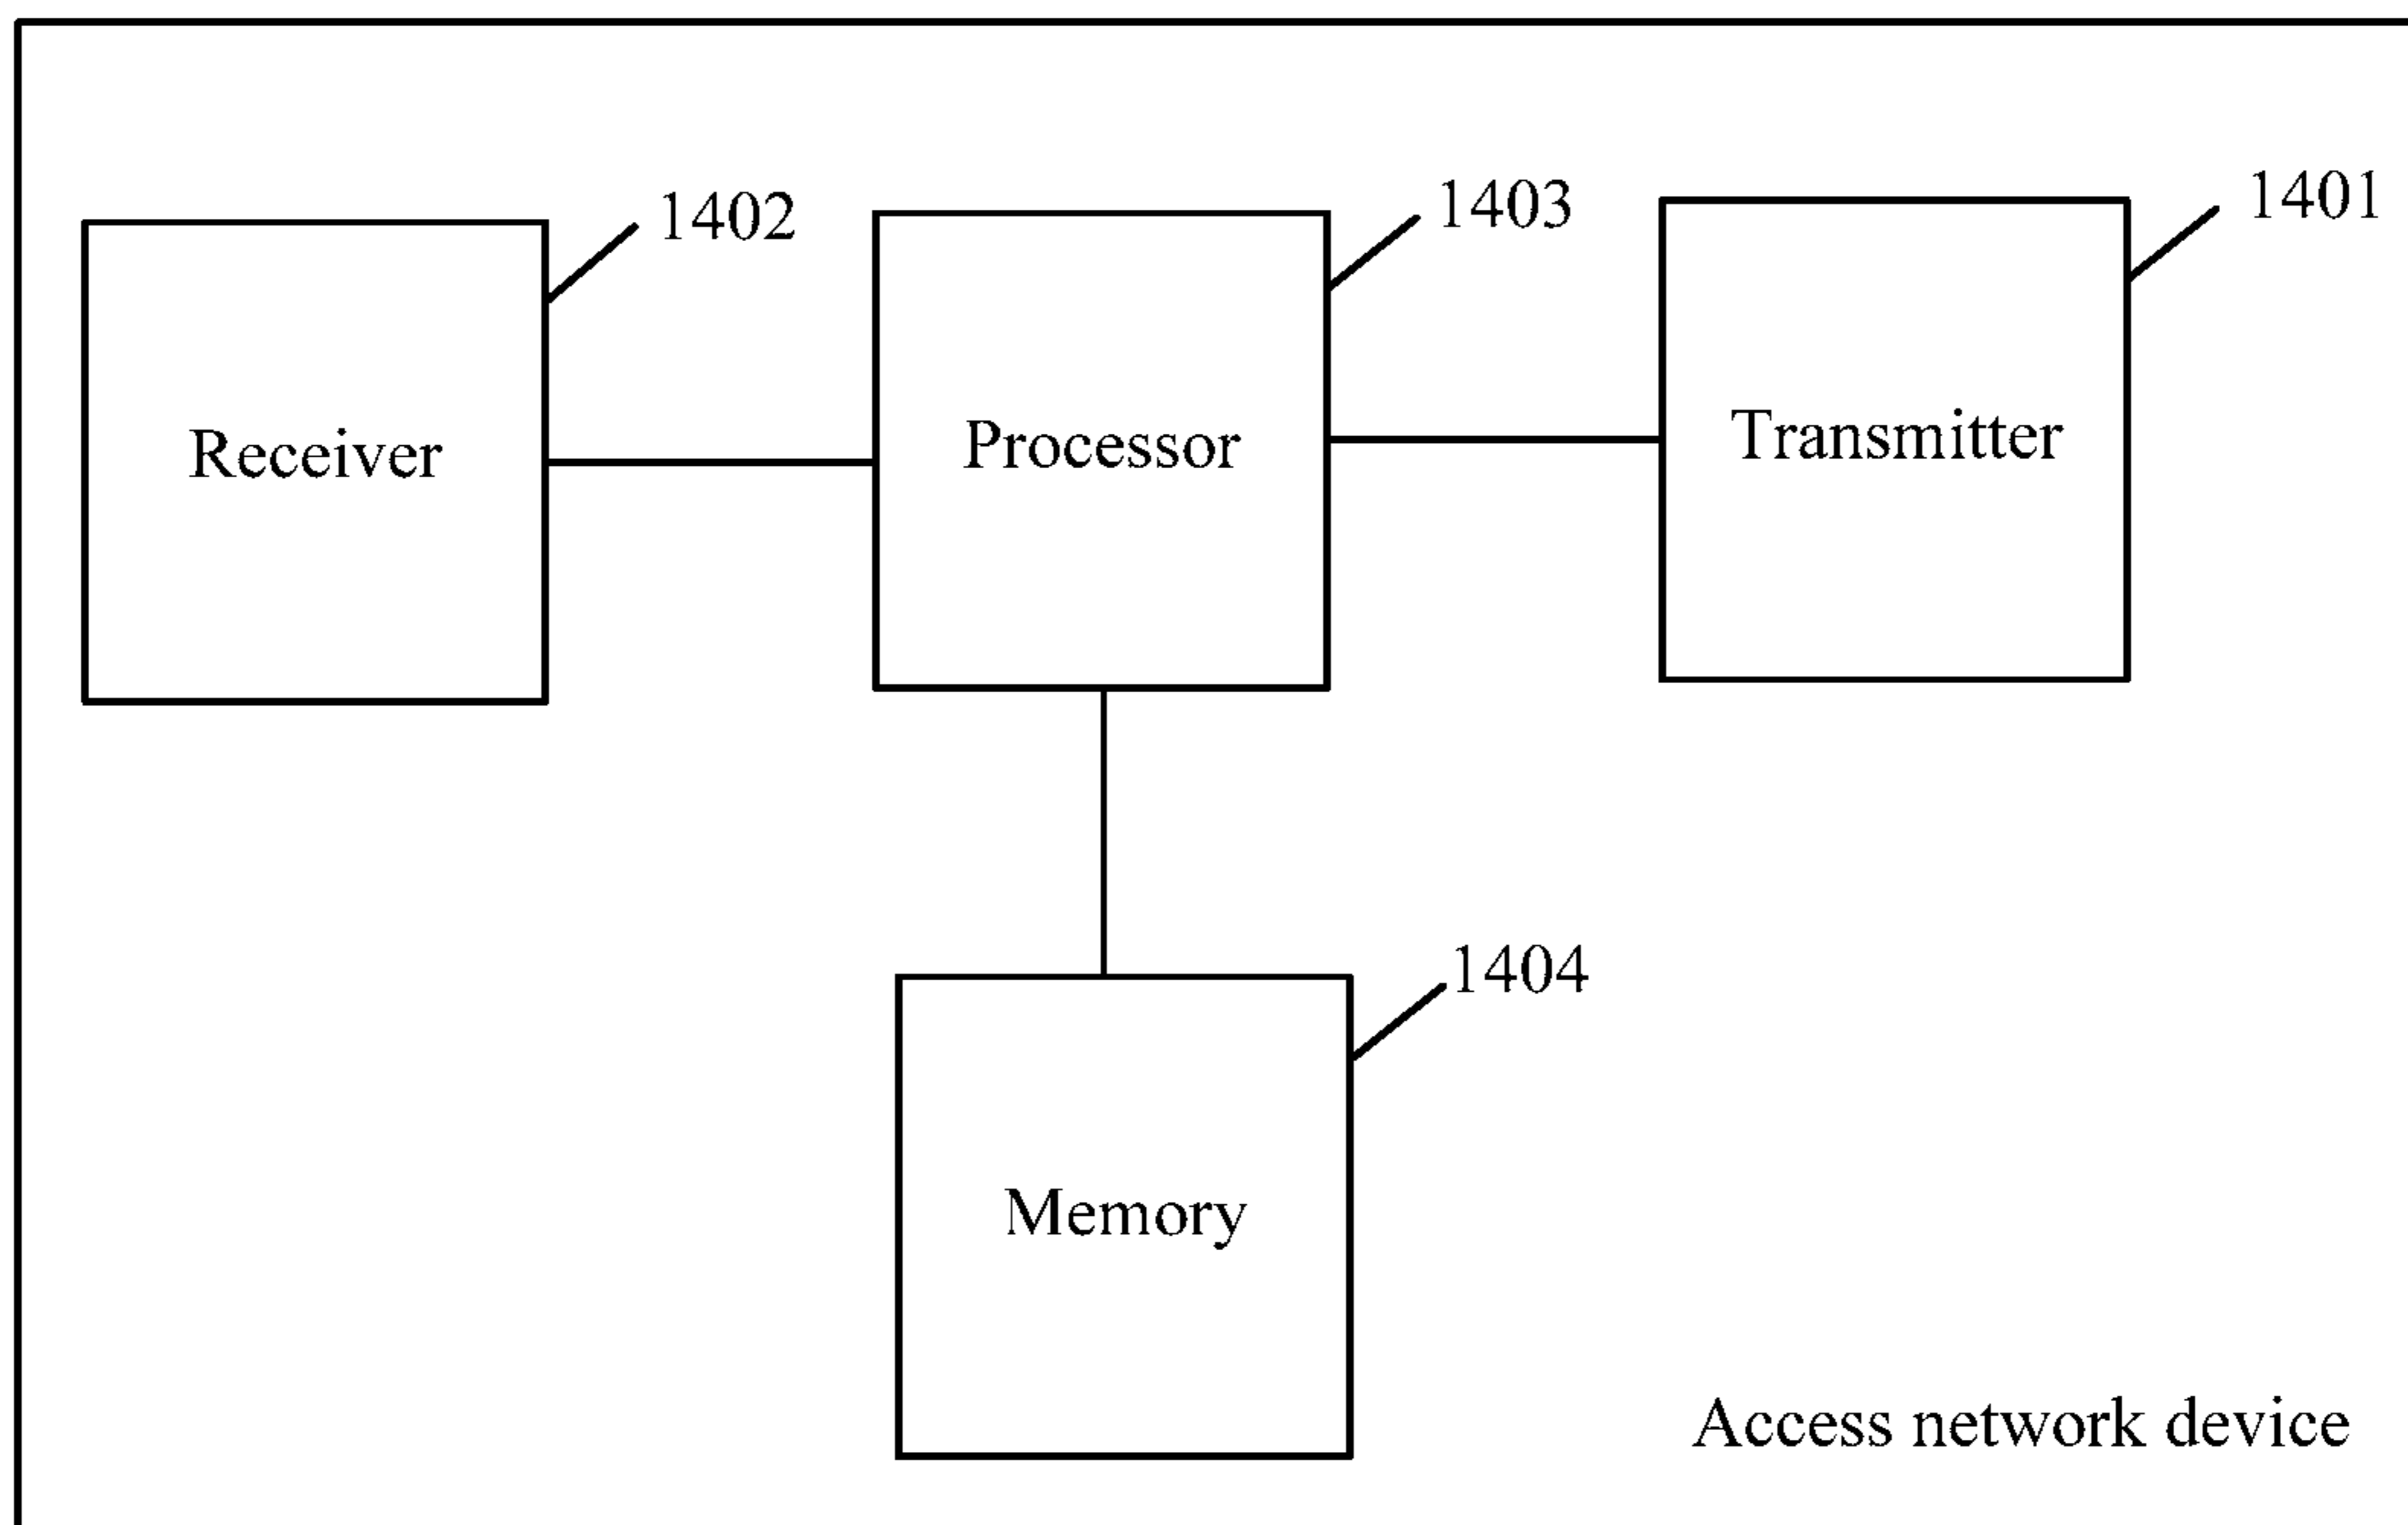 1402
1403
1401
Receiver
Processor
Transmitter
1404
Memory
Access network device